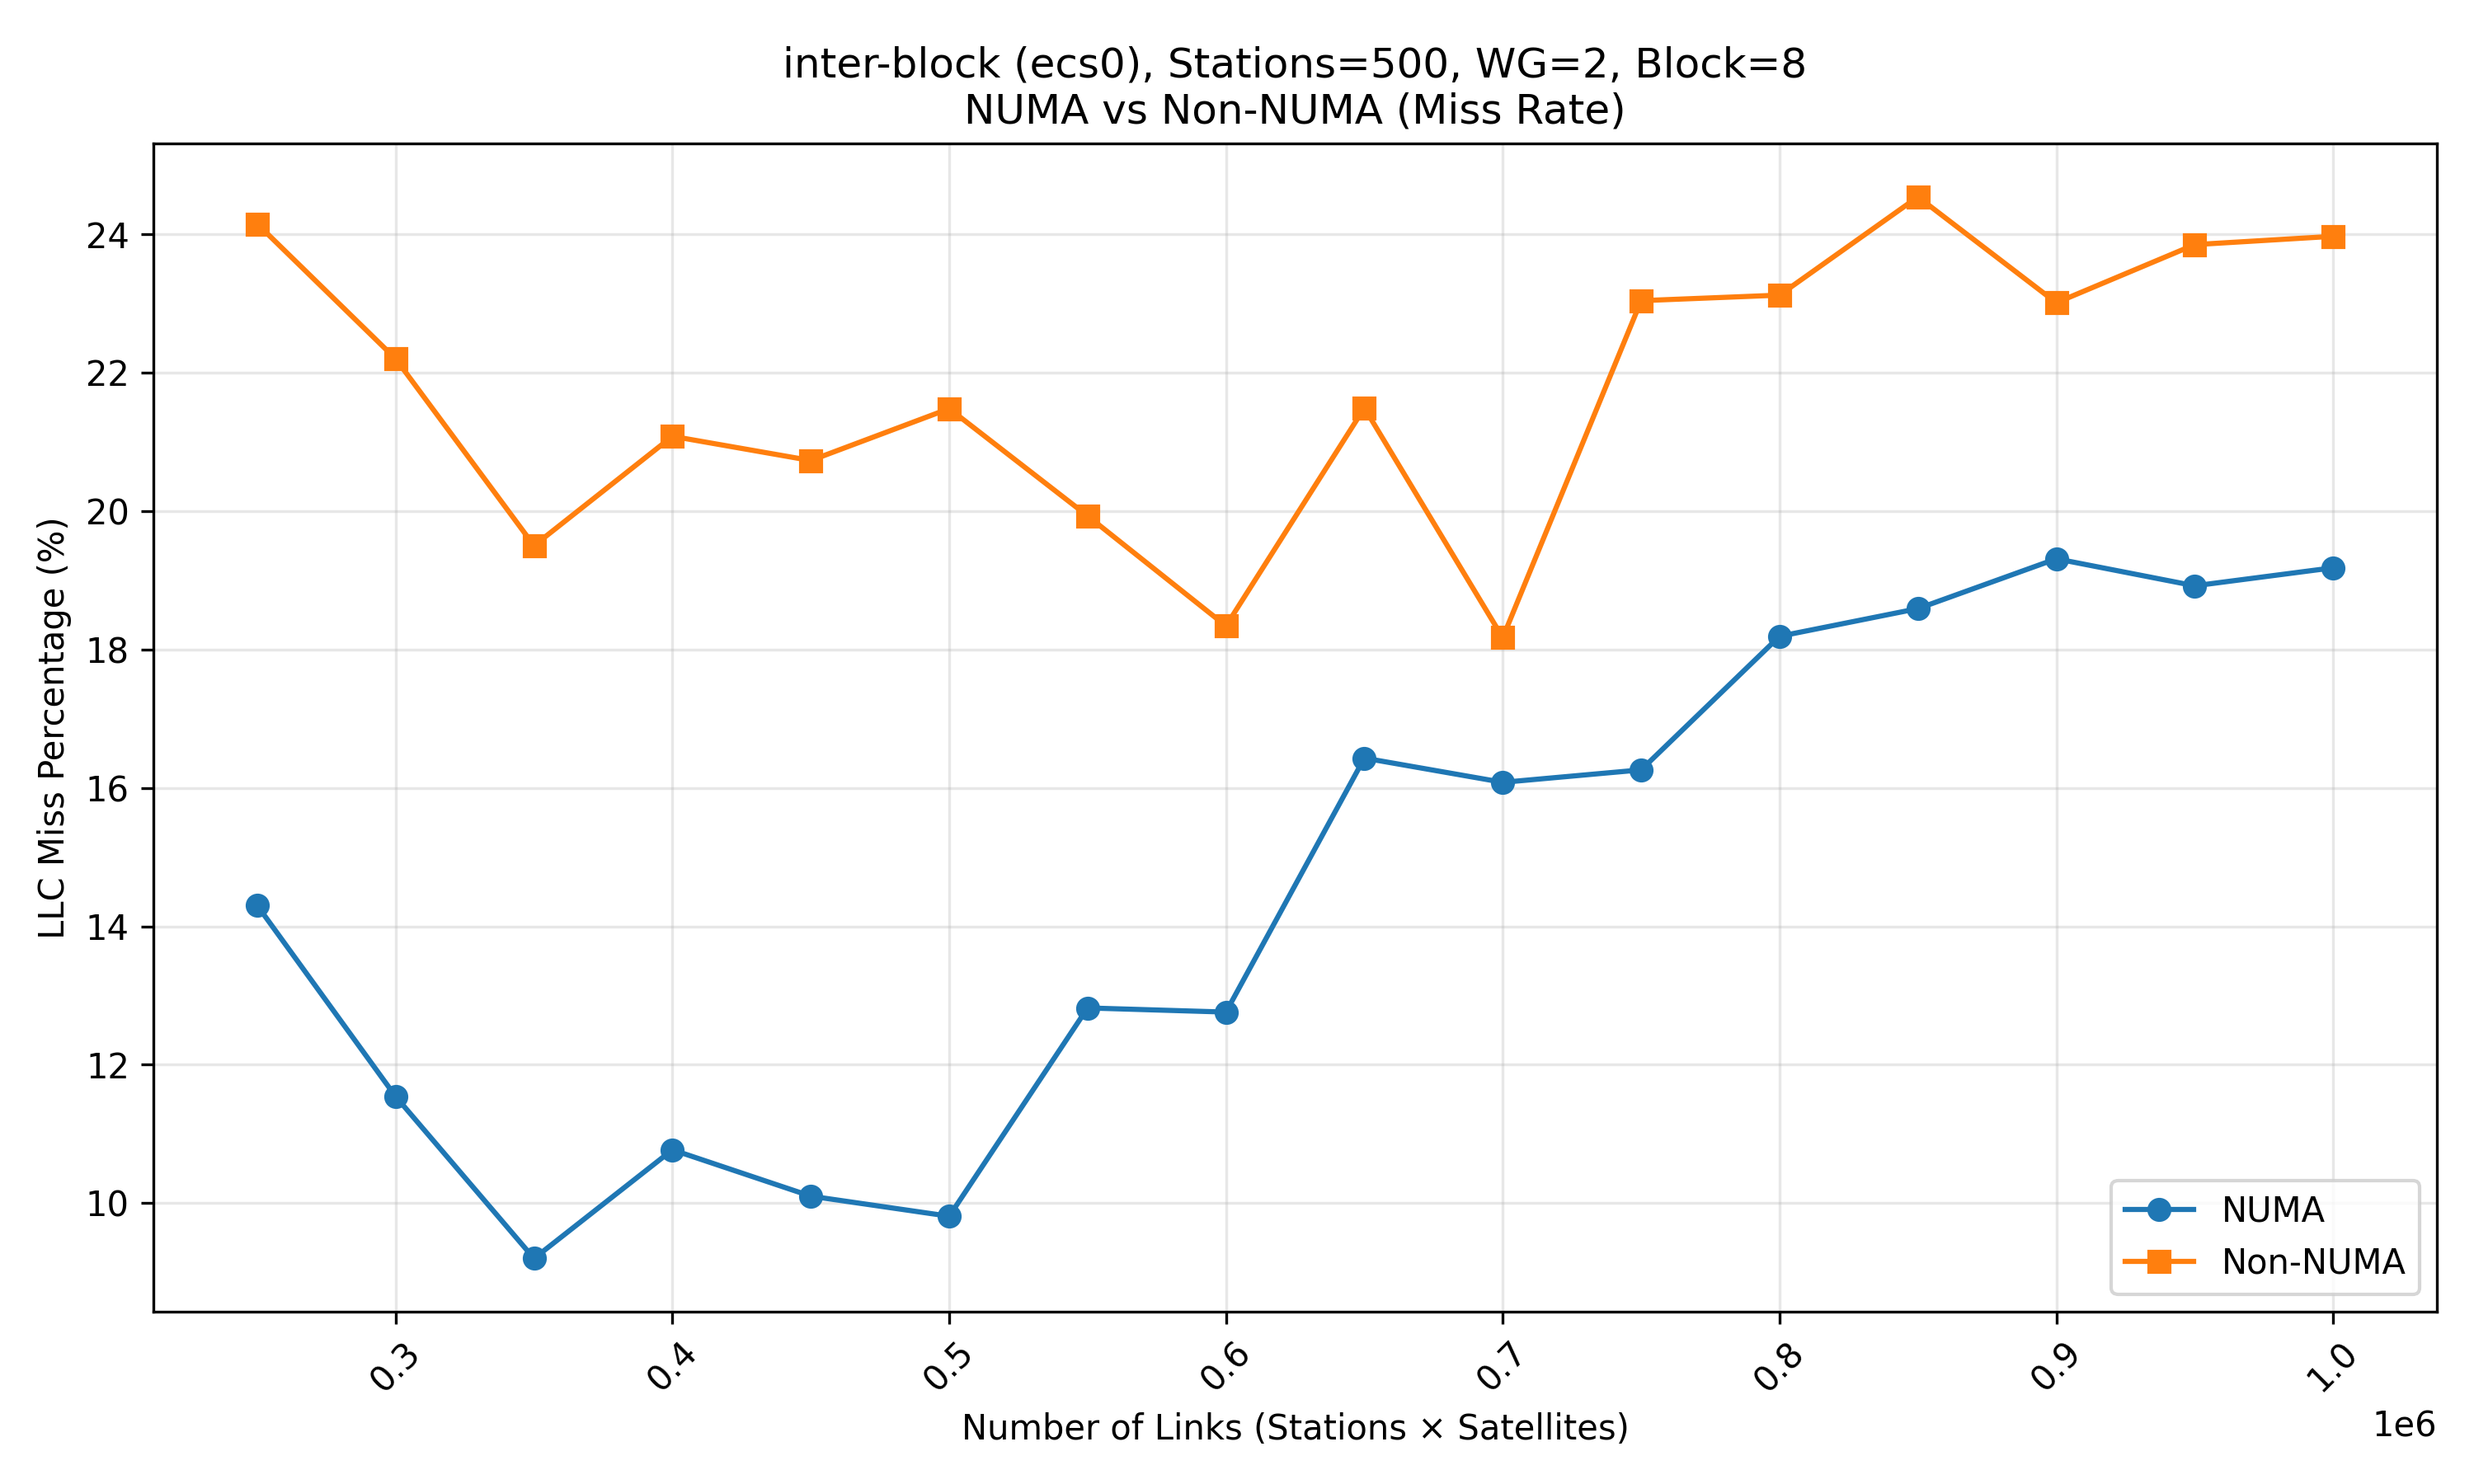 inter-block (ecs0), Stations=500, WG=2, Block=8
NUMA vs Non-NUMA (Miss Rate)
LLC Miss Percentage (%)
24
22
20
18
16
14
12
10
NUMA
Non-NUMA
0.3
0.4
0.5
0.6
0.7
0.8
0.9
1.0
Number of Links (Stations × Satellites)
1e6